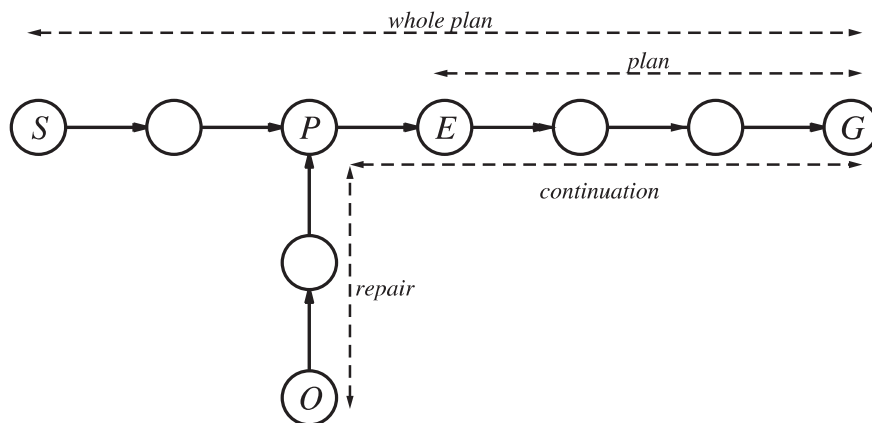 whole plan
plan
S P E G
continuation
repair
O